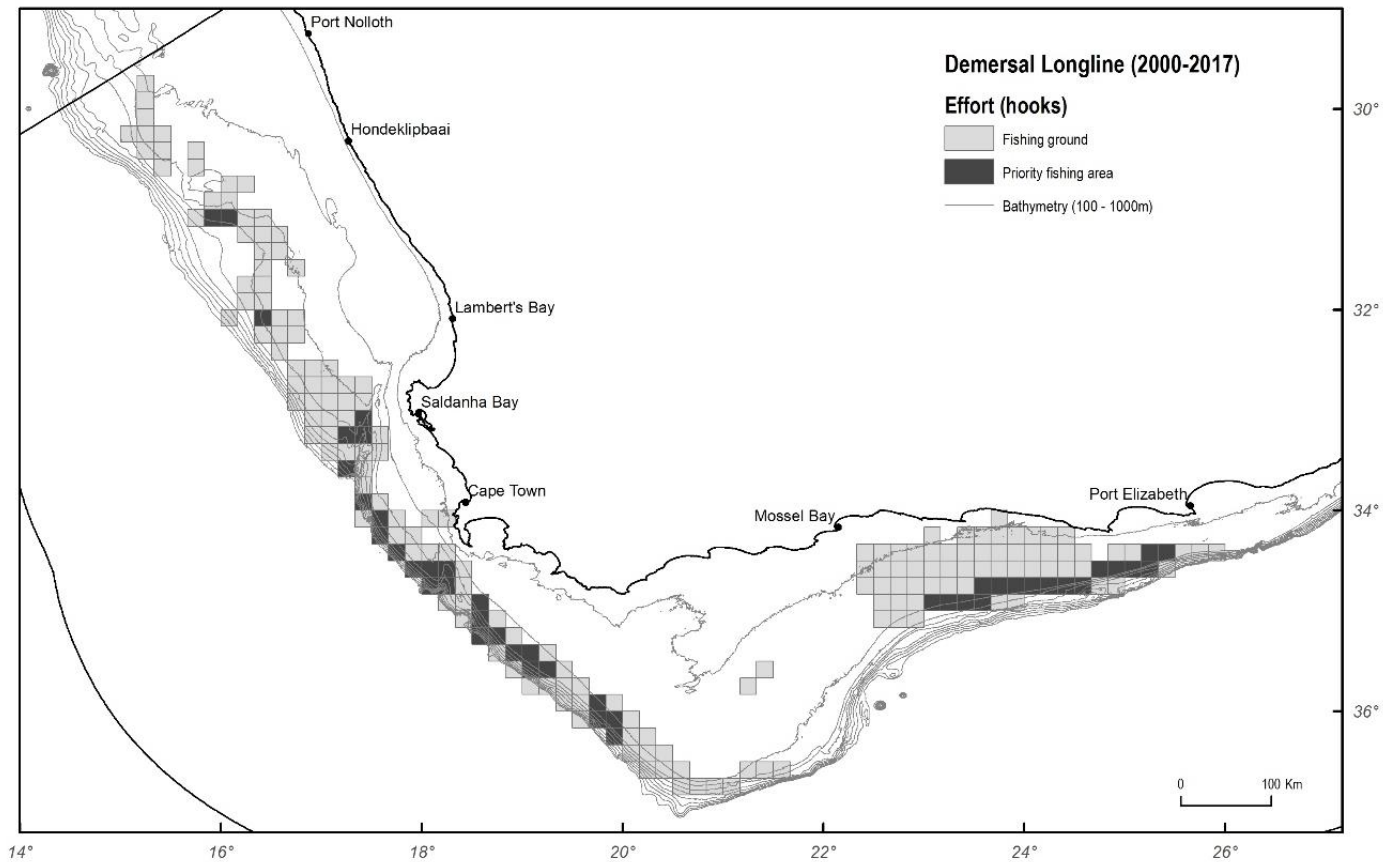 Port Nolloth
Demersal Longline (2000-2017)
Effort (hooks)
Fishing ground
Priority fishing area
Bathymetry (100 - 1000m)
30°
Hondeklipbaai
Lambert's Bay
32°
Saldanha Bay
Cape Town
Port Elizabeth
Mossel Bay
34°
36°
0 100 Km
14° 16° 18° 20° 22° 24° 26°